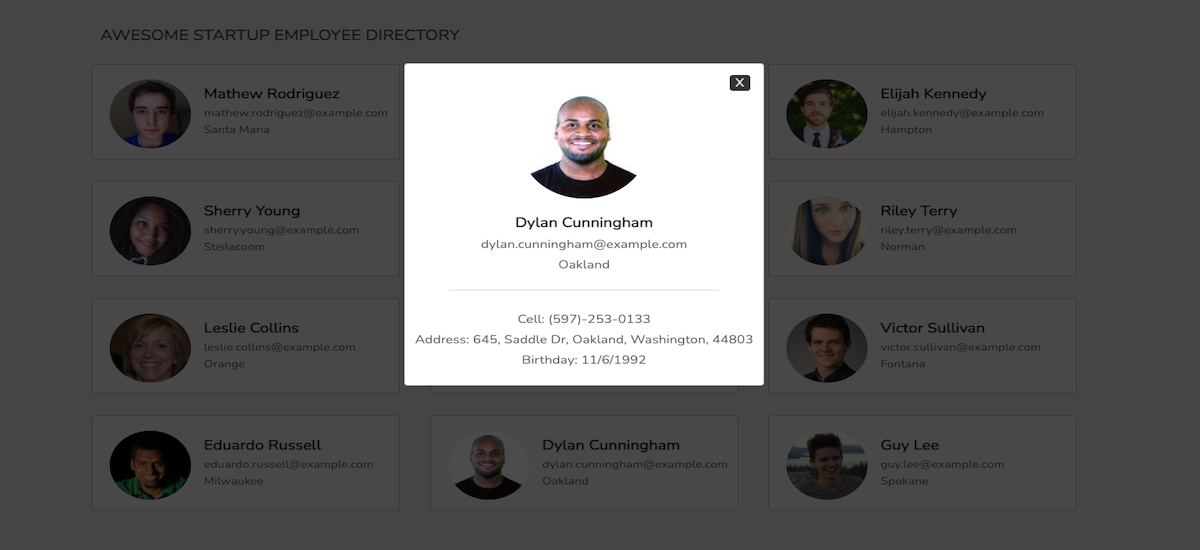 AWESOME STARTUP EMPLOYEE DIRECTORY
Mathew Rodriguez
mathew.rodriguez@example.com
Santa Maria
X
Dylan Cunningham
dylan.cunningham@example.com
Oakland
Cell: (597)-253-0133
Address: 645, Saddle Dr, Oakland, Washington, 44803
Birthday: 11/6/1992
Elijah Kennedy
elijah.kennedy@example.com
Hampton
Sherry Young
sherry.young@example.com
Steilacoom
Riley Terry
riley.terry@example.com
Norman
Leslie Collins
leslie.collins@example.com
Orange
Victor Sullivan
victor.sullivan@example.com
Fontana
Eduardo Russell
eduardo.russell@example.com
Milwaukee
Dylan Cunningham
dylan.cunningham@example.com
Oakland
Guy Lee
guy.lee@example.com
Spokane